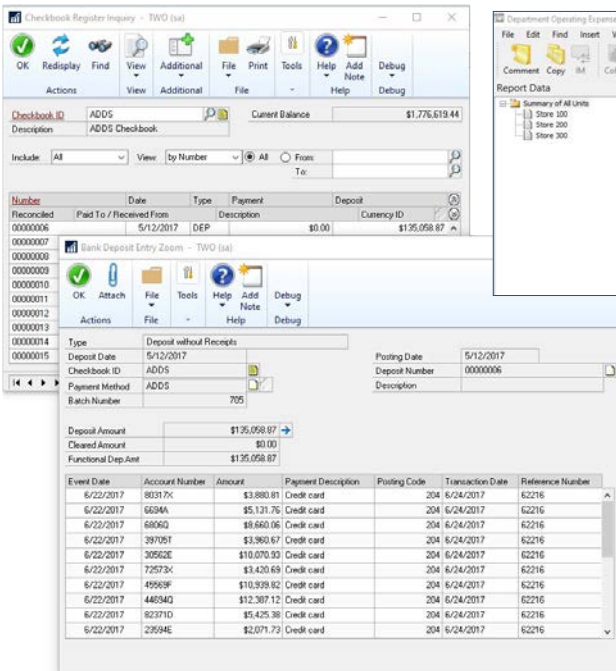 Checkbook Register Inquiry - TWO (sa)
OK Redisplay Find View Additional File Print Tools Help Add Note Debug
Actions View Additional File - Help Debug
Checkbook ID ADDS Current Balance $1,776,619.44
Description ADDS Checkbook
Include: All View: by Number All From:
To:
Number Date Type Payment Deposit
Reconciled Paid To / Received From Description Currency ID
00000006 5/12/2017 DEP $0.00 $135,058.87
00000007
00000008
00000009
00000010
00000011
00000012
00000013
00000014
00000015
Department Operating Expense
File Edit Find Insert
Comment Copy IM
Report Data
Summary of All Units
Store 100
Store 200
Store 300
Bank Deposit Entry Zoom - TWO (sa)
OK Attach File Tools Help Add Note Debug
Actions File - Help Debug
Type Deposit without Receipts
Deposit Date 5/12/2017 Posting Date 5/12/2017
Checkbook ID ADDS Deposit Number 00000006
Payment Method ADDS Description
Batch Number 705
Deposit Amount $135,058.87
Cleared Amount $0.00
Functional Dep.Amt $135,058.87
Event Date Account Number Amount Payment Description Posting Code Transaction Date Reference Number
6/22/2017 80317X $3,880.81 Credit card 204 6/24/2017 62216
6/22/2017 6694A $5,131.76 Credit card 204 6/24/2017 62216
6/22/2017 6806Q $8,660.06 Credit card 204 6/24/2017 62216
6/22/2017 39705T $3,960.67 Credit card 204 6/24/2017 62216
6/22/2017 30562E $10,070.93 Credit card 204 6/24/2017 62216
6/22/2017 72573X $3,420.69 Credit card 204 6/24/2017 62216
6/22/2017 45569F $10,939.82 Credit card 204 6/24/2017 62216
6/22/2017 44694Q $12,387.12 Credit card 204 6/24/2017 62216
6/22/2017 82371D $5,425.38 Credit card 204 6/24/2017 62216
6/22/2017 23594E $2,071.73 Credit card 204 6/24/2017 62216